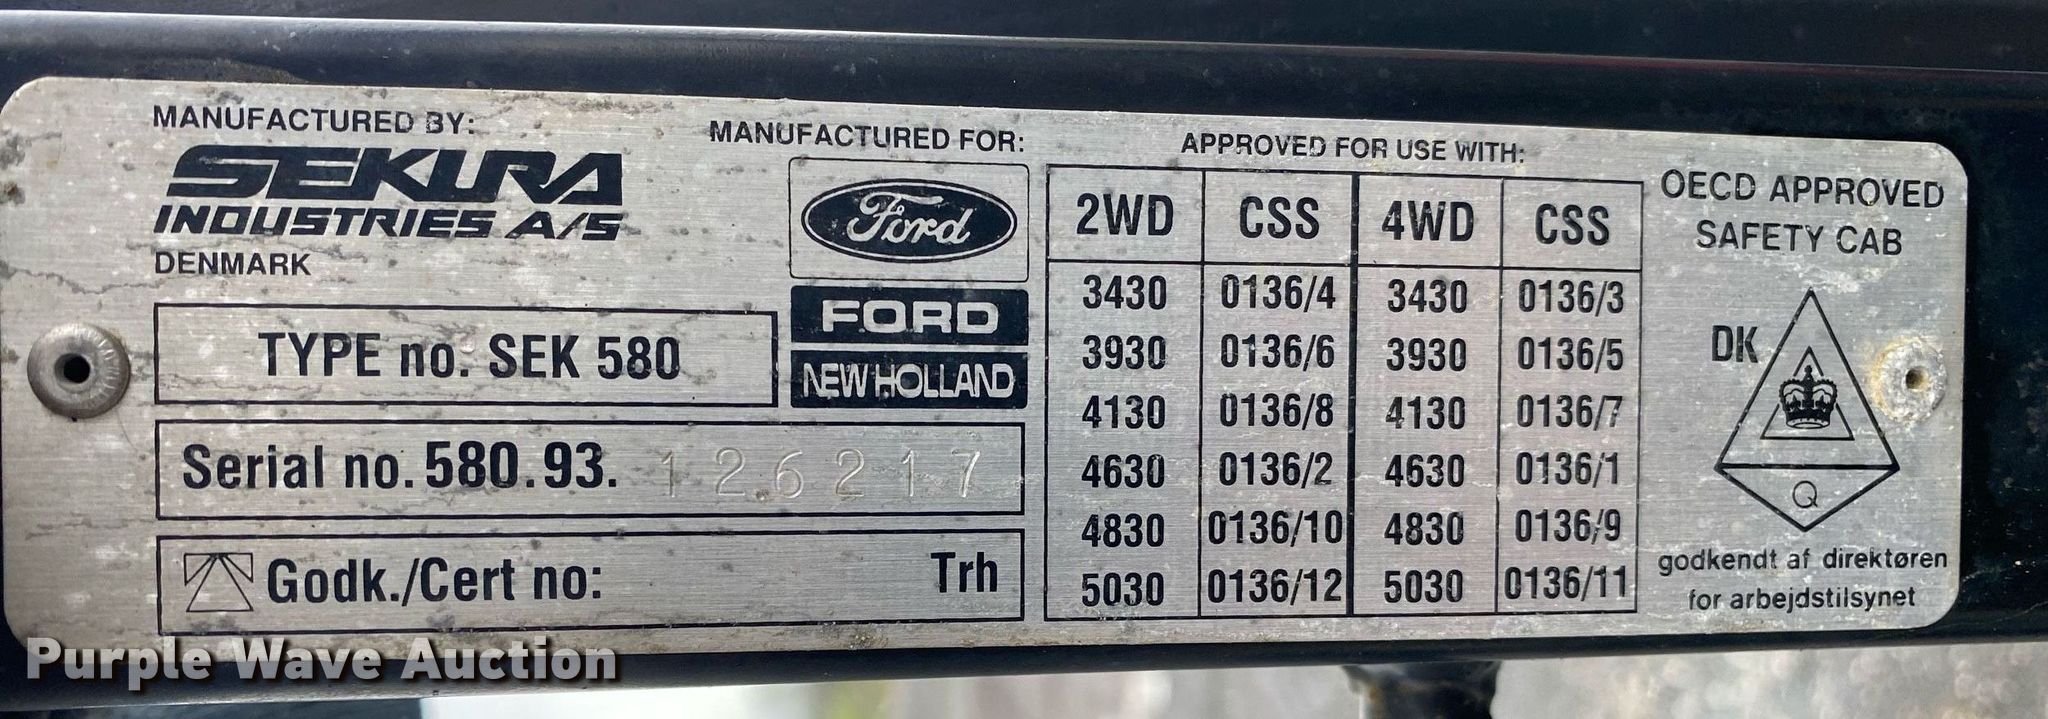 MANUFACTURED BY:
SEKURA
INDUSTRIES A/S
DENMARK
TYPE no. SEK 580
Serial no. 580.93. 126217
Godk./Cert no: Trh
MANUFACTURED FOR:
Ford
FORD
NEW HOLLAND
APPROVED FOR USE WITH:
2WD CSS 4WD CSS
3430 0136/4 3430 0136/3
3930 0136/6 3930 0136/5
4130 0136/8 4130 0136/7
4630 0136/2 4630 0136/1
4830 0136/10 4830 0136/9
5030 0136/12 5030 0136/11
OECD APPROVED
SAFETY CAB
DK
Q
godkendt af direktøren
for arbejdstilsynet
Purple Wave Auction